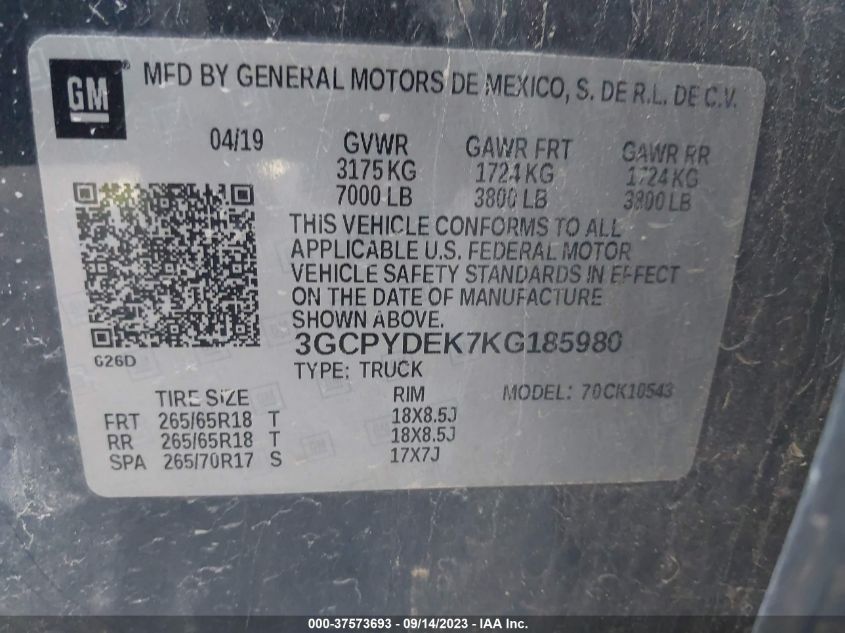 GM ®
MFD BY GENERAL MOTORS DE MEXICO, S. DE R.L. DE C.V.
04/19 GVWR GAWR FRT GAWR RR
3175 KG 1724 KG 1724 KG
7000 LB 3800 LB 3800 LB
THIS VEHICLE CONFORMS TO ALL
APPLICABLE U.S. FEDERAL MOTOR
VEHICLE SAFETY STANDARDS IN EFFECT
ON THE DATE OF MANUFACTURE
SHOWN ABOVE.
3GCPYDEK7KG185980
G26D
TYPE: TRUCK
TIRE SIZE RIM MODEL: 70CK10543
FRT 265/65R18 T 18X8.5J
RR 265/65R18 T 18X8.5J
SPA 265/70R17 S 17X7J
000-37573693 - 09/14/2023 - IAA Inc.